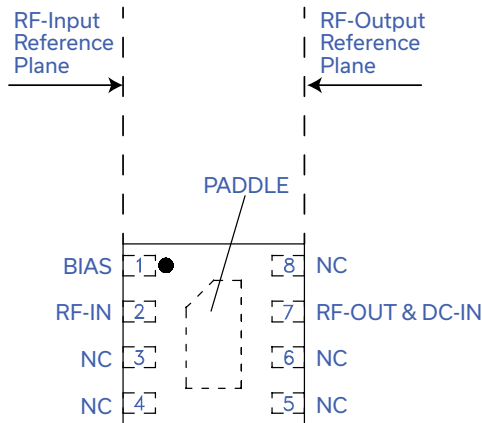 RF-Input
Reference
Plane
RF-Output
Reference
Plane
PADDLE
BIAS 1 8 NC
RF-IN 2 7 RF-OUT & DC-IN
NC 3 6 NC
NC 4 5 NC